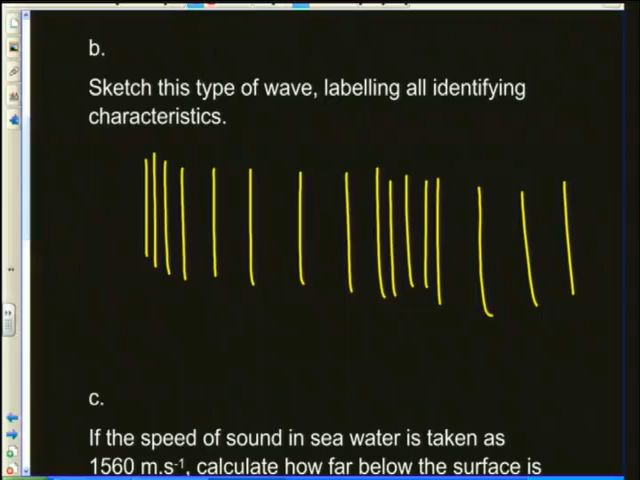 b.
Sketch this type of wave, labelling all identifying
characteristics.
c.
If the speed of sound in sea water is taken as
1560 m.s⁻¹, calculate how far below the surface is